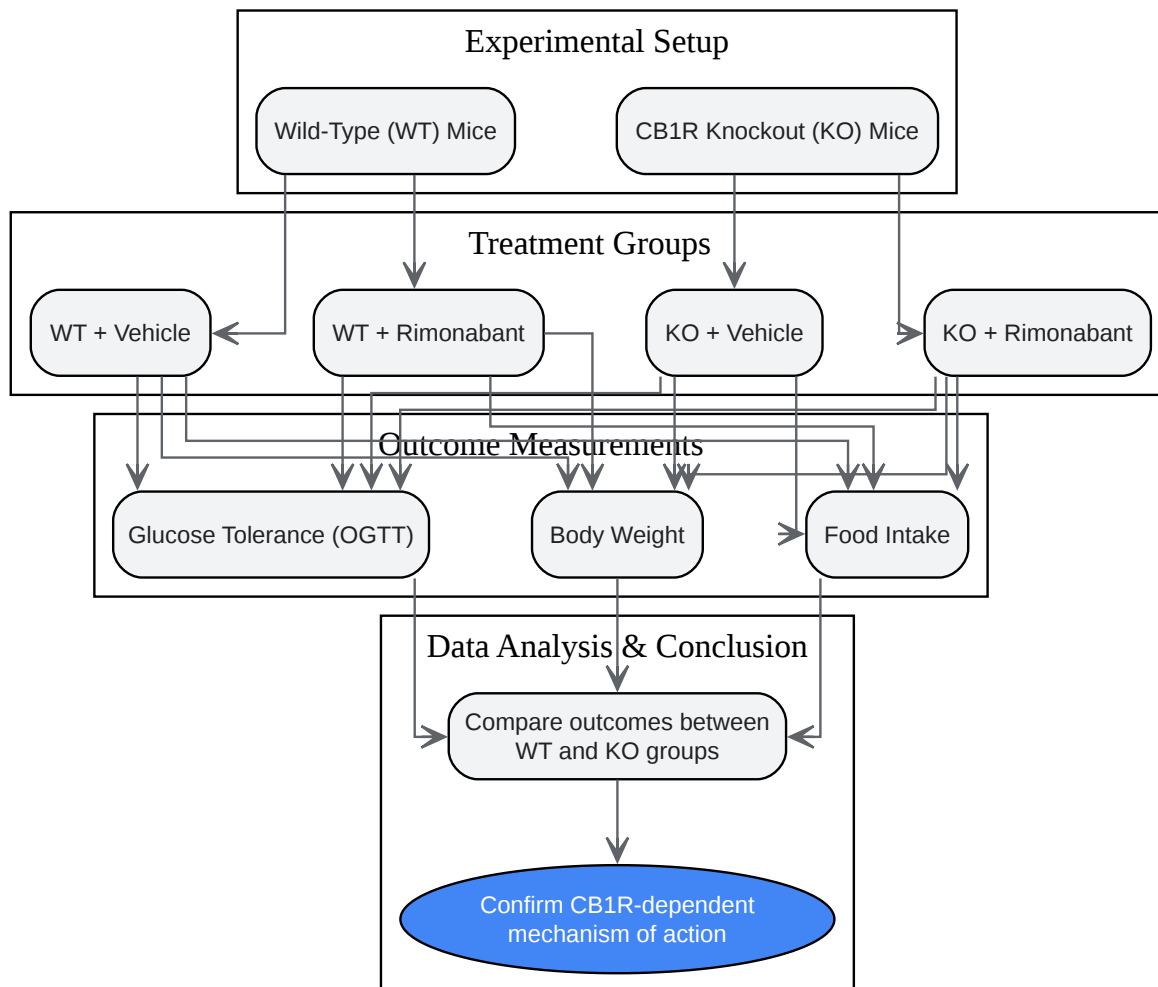 Experimental Setup
Wild-Type (WT) Mice
CB1R Knockout (KO) Mice
Treatment Groups
WT + Vehicle
WT + Rimonabant
KO + Vehicle
KO + Rimonabant
Outcome Measurements
Glucose Tolerance (OGTT)
Body Weight
Food Intake
Data Analysis & Conclusion
Compare outcomes between
WT and KO groups
Confirm CB1R-dependent
mechanism of action